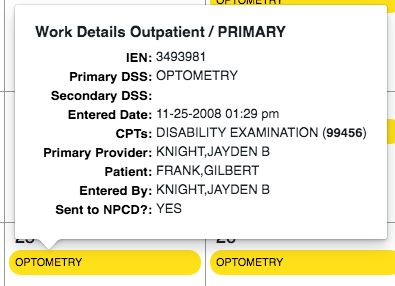 Work Details Outpatient / PRIMARY
IEN: 3493981
Primary DSS: OPTOMETRY
Secondary DSS:
Entered Date: 11-25-2008 01:29 pm
CPTs: DISABILITY EXAMINATION (99456)
Primary Provider: KNIGHT,JAYDEN B
Patient: FRANK,GILBERT
Entered By: KNIGHT,JAYDEN B
Sent to NPCD?: YES
OPTOMETRY OPTOMETRY